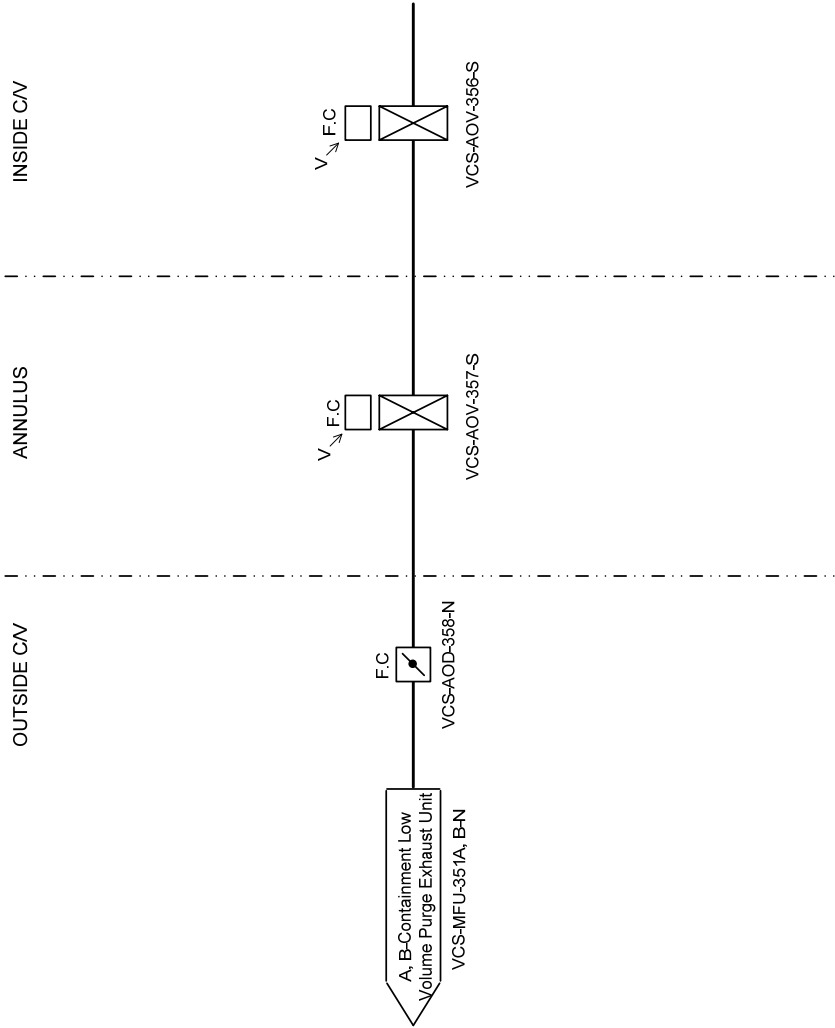 OUTSIDE C/V
ANNULUS
INSIDE C/V
F.C
V
F.C
V
F.C
A, B-Containment Low
Volume Purge Exhaust Unit
VCS-MFU-351A, B-N
VCS-AOD-358-N
VCS-AOV-357-S
VCS-AOV-356-S